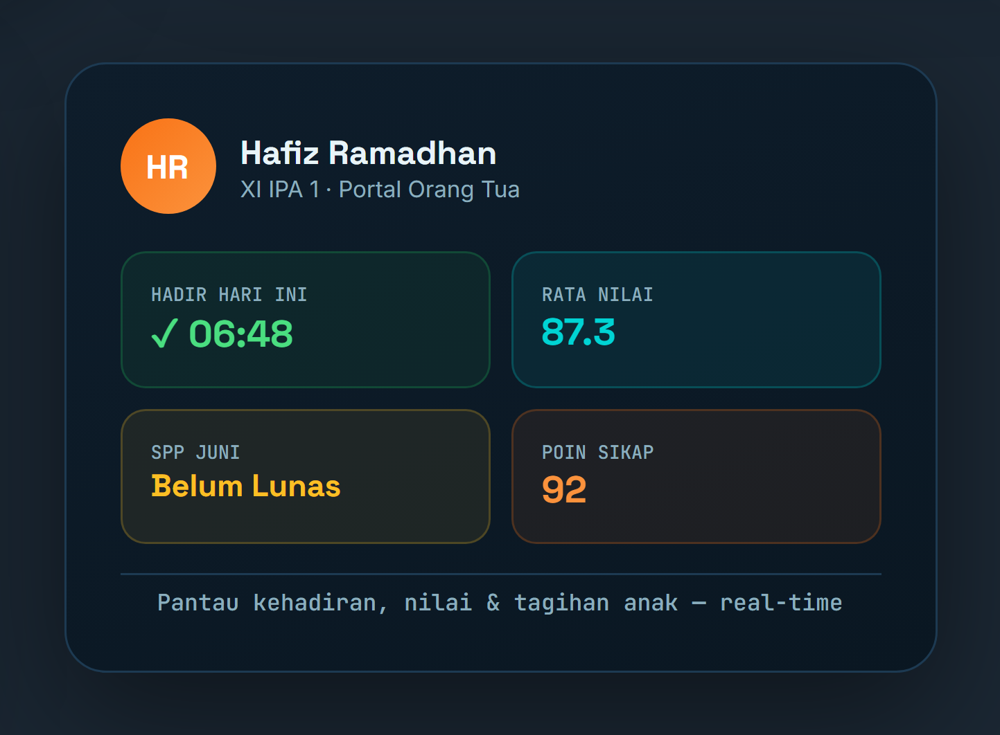 HR
Hafiz Ramadhan
XI IPA 1 · Portal Orang Tua
HADIR HARI INI
✓ 06:48
RATA NILAI
87.3
SPP JUNI
Belum Lunas
POIN SIKAP
92
Pantau kehadiran, nilai & tagihan anak — real-time